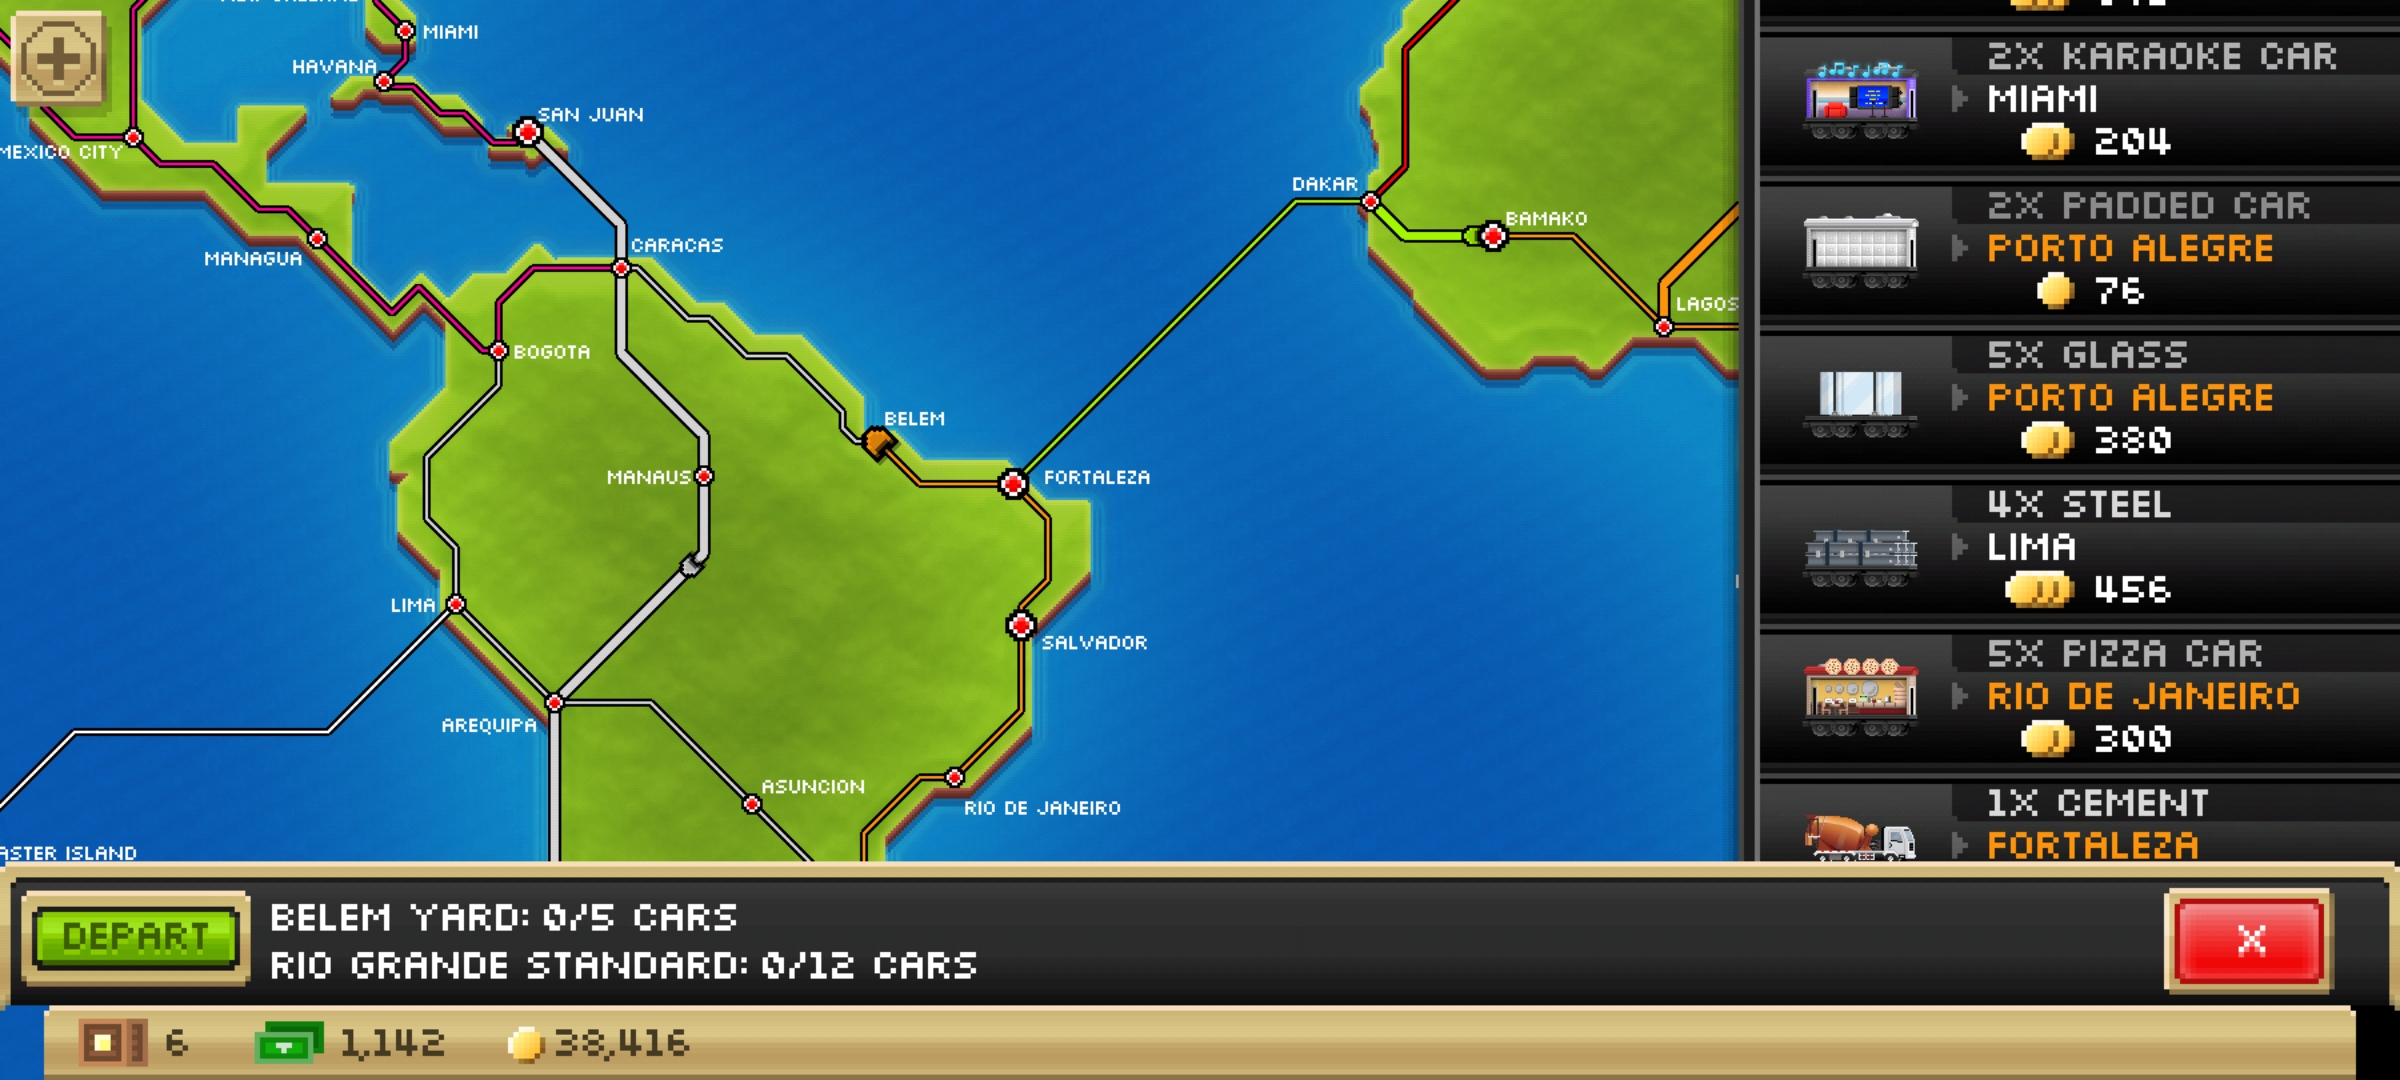 MIAMI
HAVANA
SAN JUAN
MEXICO CITY
DAKAR
BAMAKO
CARACAS
MANAGUA
LAGOS
BOGOTA
BELEM
MANAUS
FORTALEZA
LIMA
SALVADOR
AREQUIPA
ASUNCION
RIO DE JANEIRO
ASTER ISLAND
2X KARAOKE CAR
MIAMI
204
2X PADDED CAR
PORTO ALEGRE
76
5X GLASS
PORTO ALEGRE
380
4X STEEL
LIMA
456
5X PIZZA CAR
RIO DE JANEIRO
300
1X CEMENT
FORTALEZA
DEPART
BELEM YARD: 0/5 CARS
RIO GRANDE STANDARD: 0/12 CARS
X
6
1,142
38,416